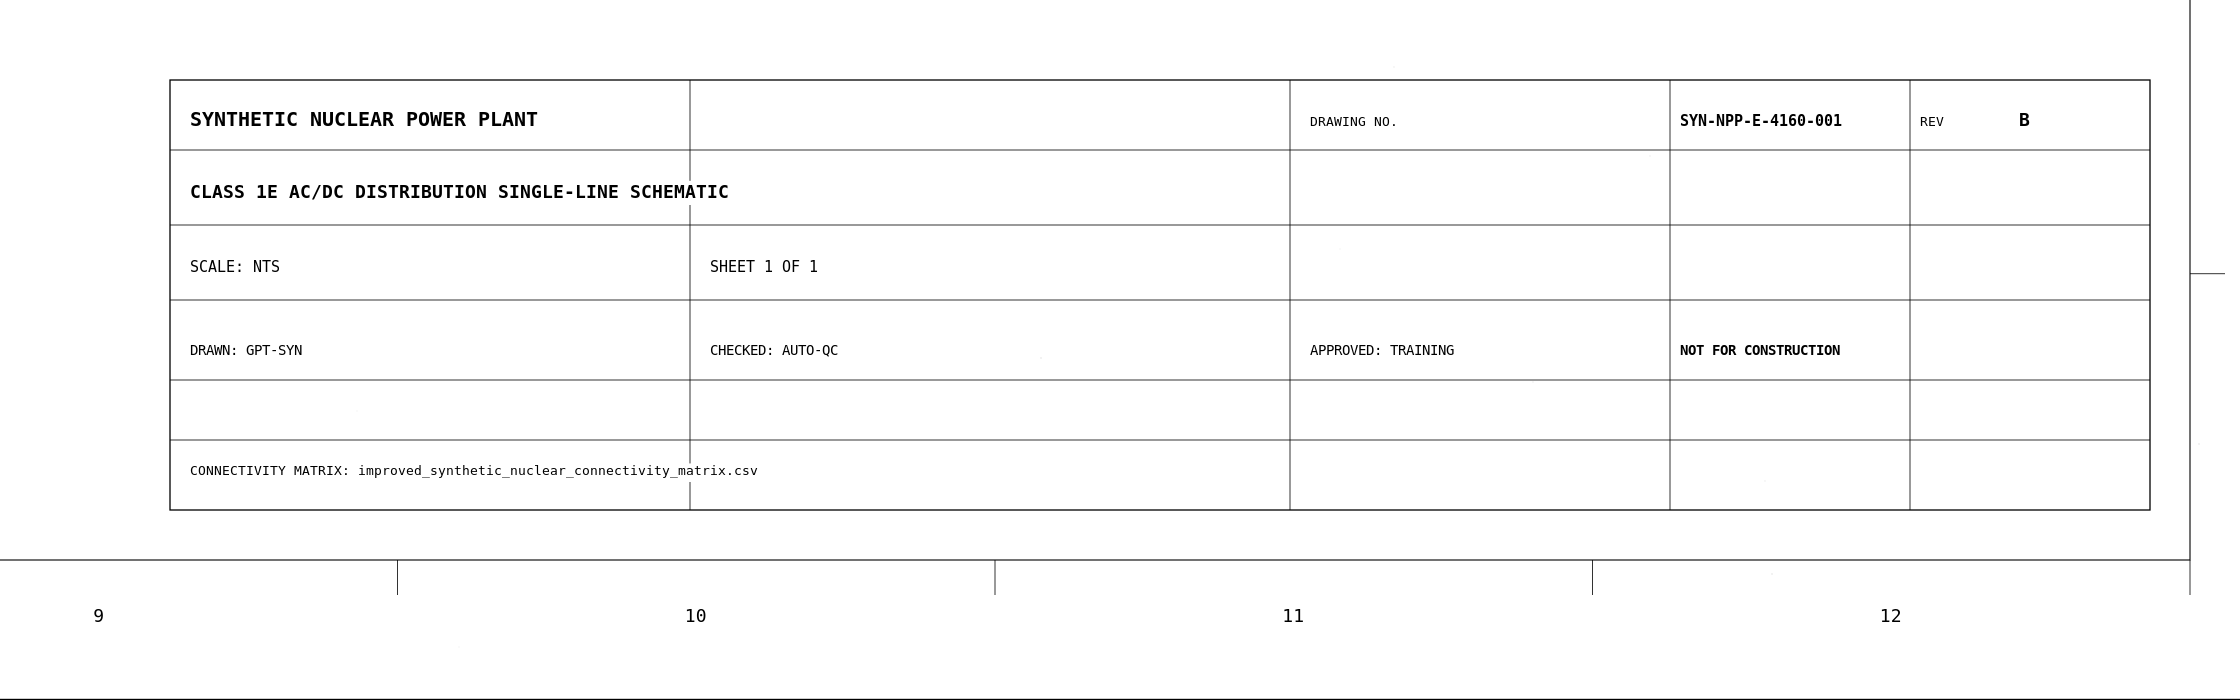 SYNTHETIC NUCLEAR POWER PLANT DRAWING NO. SYN-NPP-E-4160-001 REV B
CLASS 1E AC/DC DISTRIBUTION SINGLE-LINE SCHEMATIC
SCALE: NTS SHEET 1 OF 1
DRAWN: GPT-SYN CHECKED: AUTO-QC APPROVED: TRAINING NOT FOR CONSTRUCTION
CONNECTIVITY MATRIX: improved_synthetic_nuclear_connectivity_matrix.csv
9 10 11 12